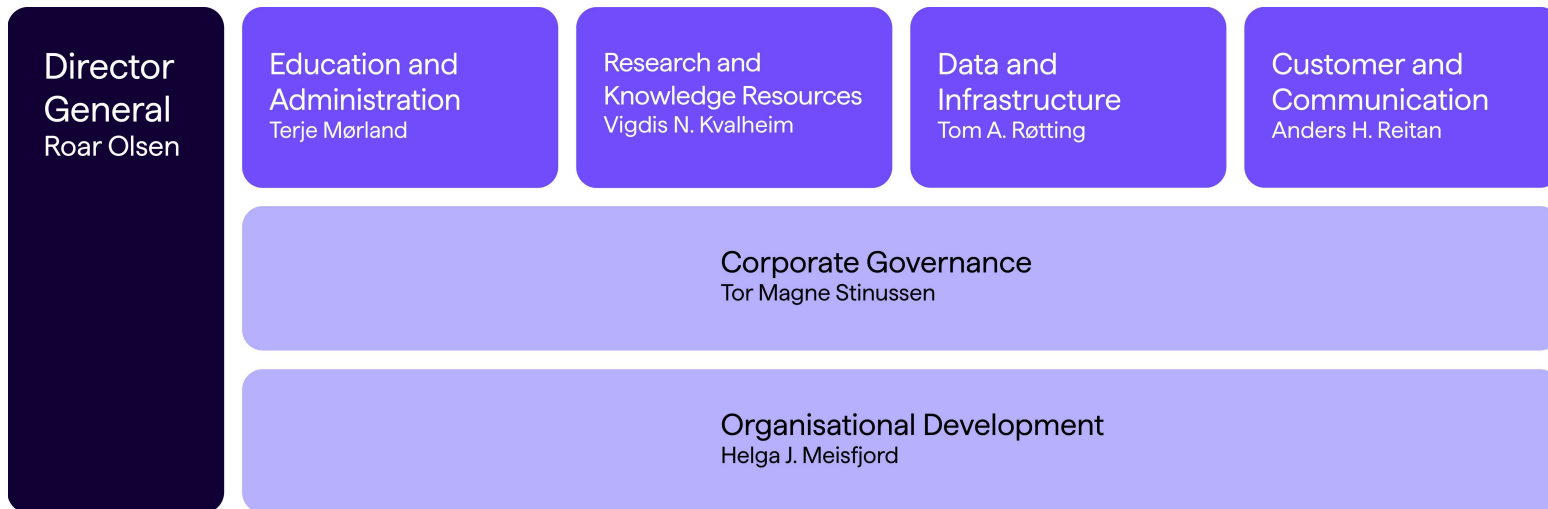 Director
General
Roar Olsen
Education and
Administration
Terje Mørland
Research and
Knowledge Resources
Vigdis N. Kvalheim
Data and
Infrastructure
Tom A. Røtting
Customer and
Communication
Anders H. Reitan
Corporate Governance
Tor Magne Stinussen
Organisational Development
Helga J. Meisfjord